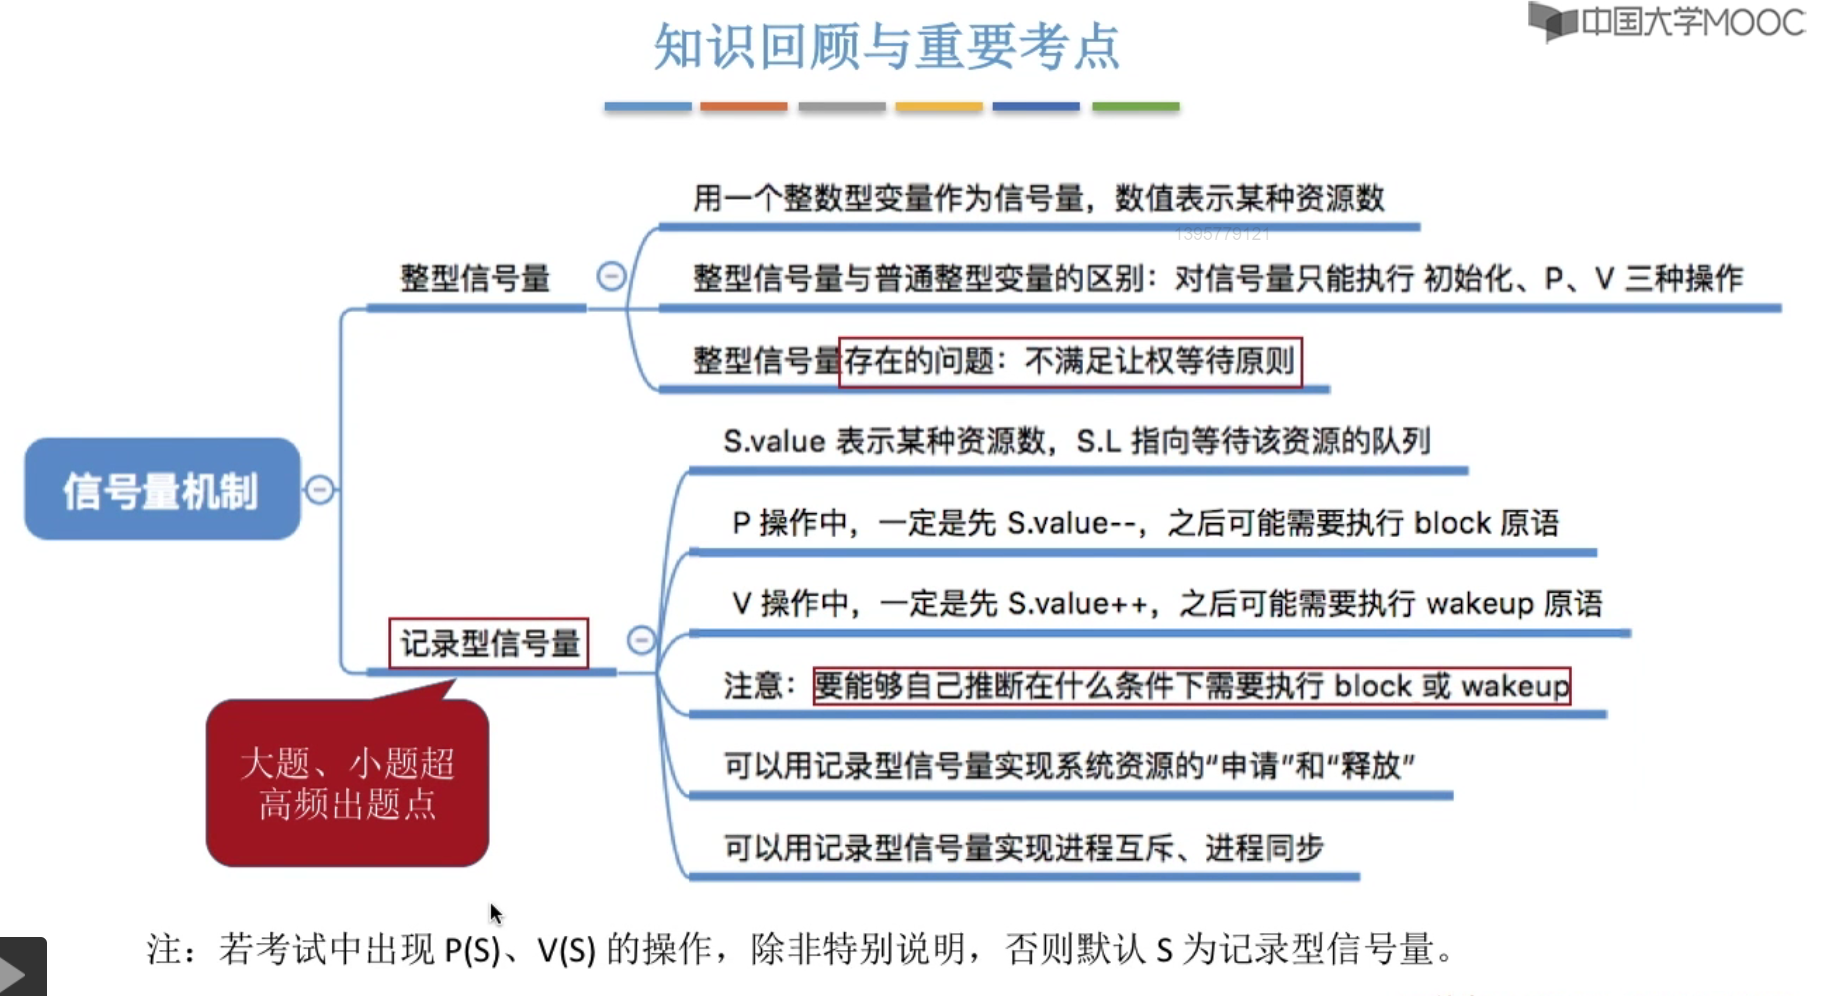 知识回顾与重要考点
中国大学MOOC
用一个整数型变量作为信号量，数值表示某种资源数
1395779121
整型信号量
整型信号量与普通整型变量的区别：对信号量只能执行 初始化、P、V 三种操作
整型信号量存在的问题：不满足让权等待原则
信号量机制
S.value 表示某种资源数，S.L 指向等待该资源的队列
P 操作中，一定是先 S.value--，之后可能需要执行 block 原语
V 操作中，一定是先 S.value++，之后可能需要执行 wakeup 原语
记录型信号量
注意：要能够自己推断在什么条件下需要执行 block 或 wakeup
可以用记录型信号量实现系统资源的“申请”和“释放”
可以用记录型信号量实现进程互斥、进程同步
大题、小题超
高频出题点
注：若考试中出现 P(S)、V(S) 的操作，除非特别说明，否则默认 S 为记录型信号量。